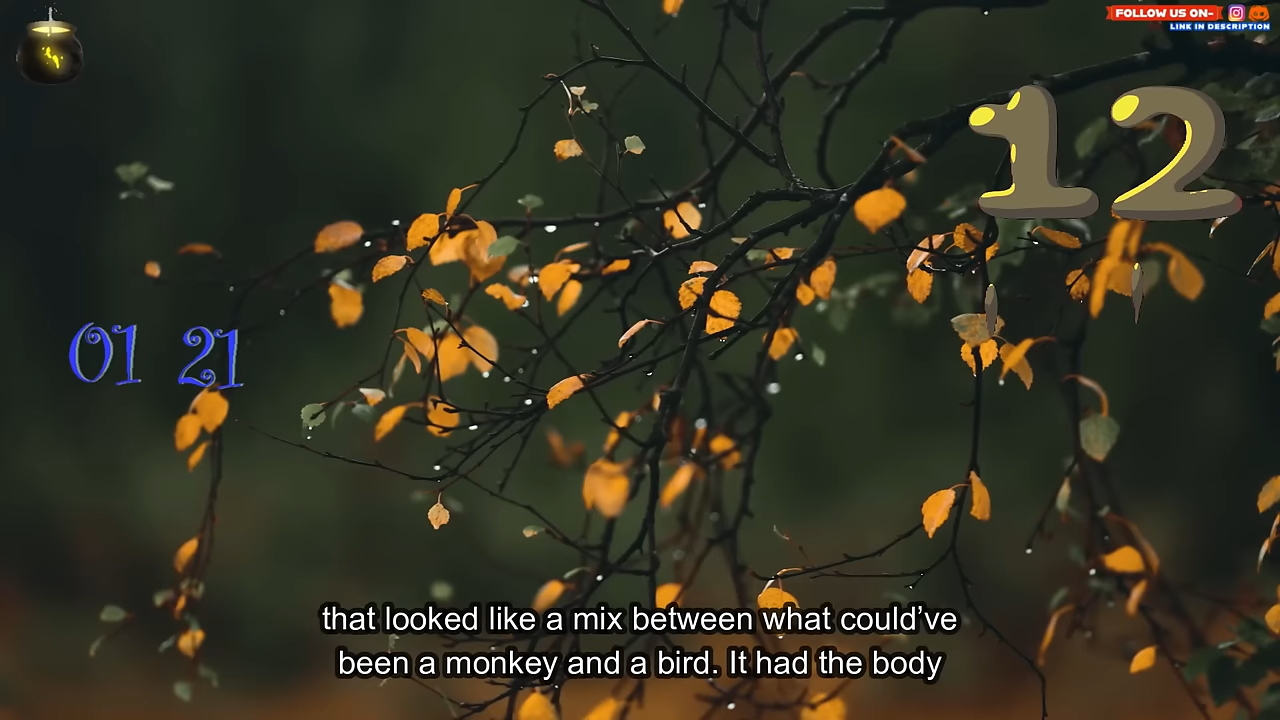 FOLLOW US ON-
LINK IN DESCRIPTION
12
01 21
that looked like a mix between what could've
been a monkey and a bird. It had the body